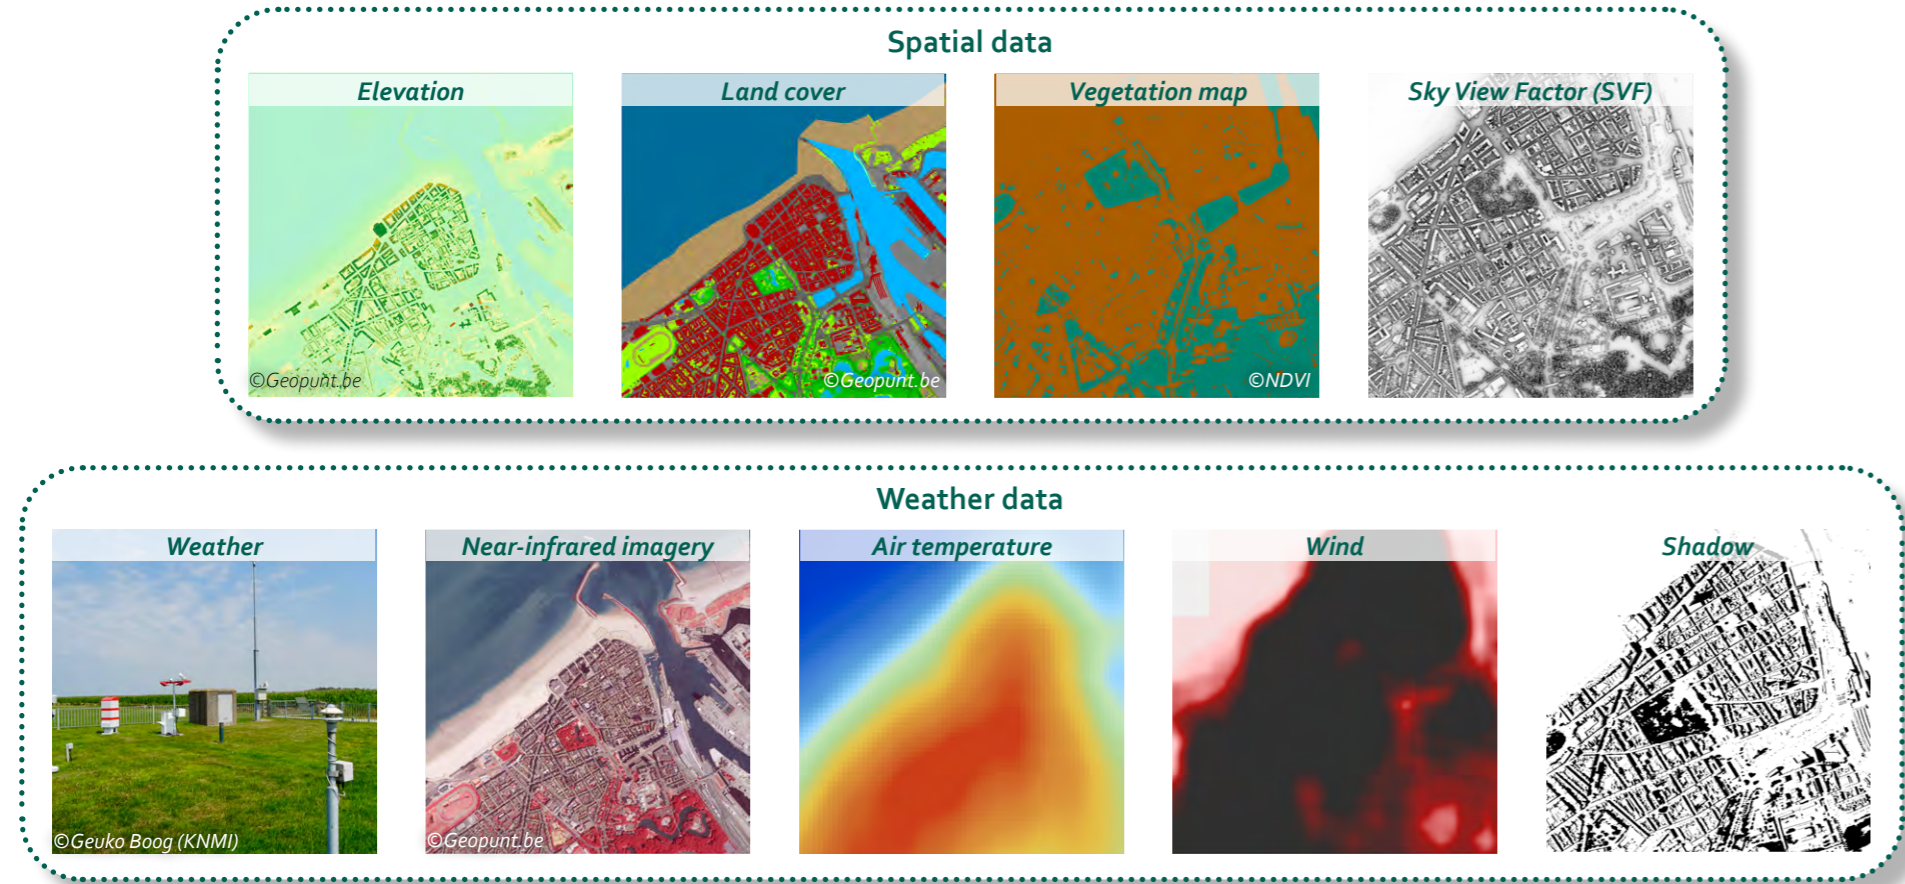 Spatial data
Elevation
Land cover
Vegetation map
Sky View Factor (SVF)
©Geopunt.be
©Geopunt.be
©NDVI
Weather data
Weather
Near-infrared imagery
Air temperature
Wind
Shadow
©Geuko Boog (KNMI)
©Geopunt.be